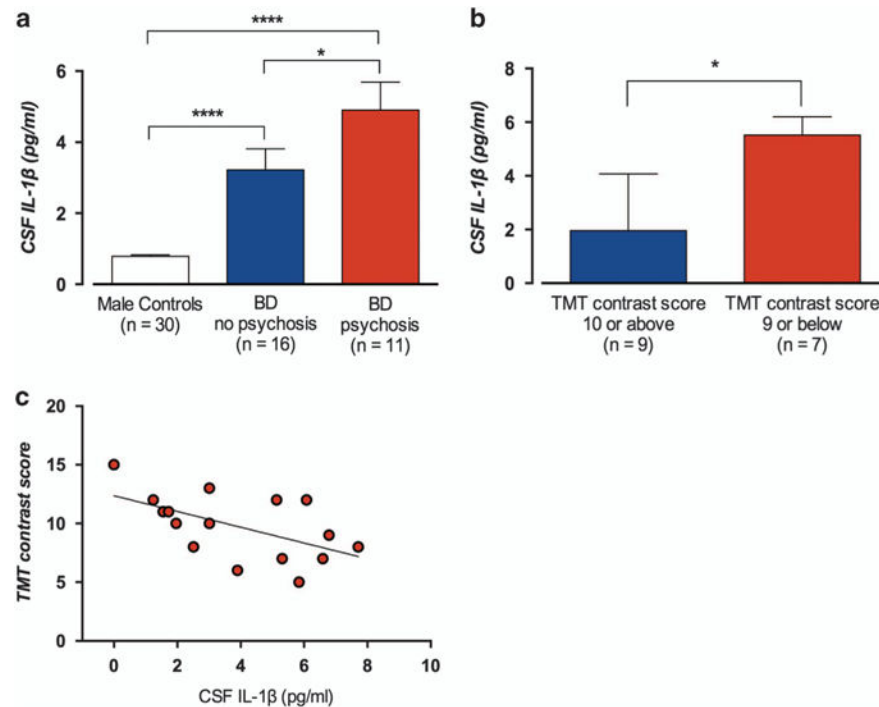 a
****
****
*
6
4
2
0
CSF IL-1β (pg/ml)
Male Controls
(n = 30)
BD
no psychosis
(n = 16)
BD
psychosis
(n = 11)
b
*
8
6
4
2
0
CSF IL-1β (pg/ml)
TMT contrast score
10 or above
(n = 9)
TMT contrast score
9 or below
(n = 7)
c
20
15
10
5
0
TMT contrast score
0 2 4 6 8 10
CSF IL-1β (pg/ml)